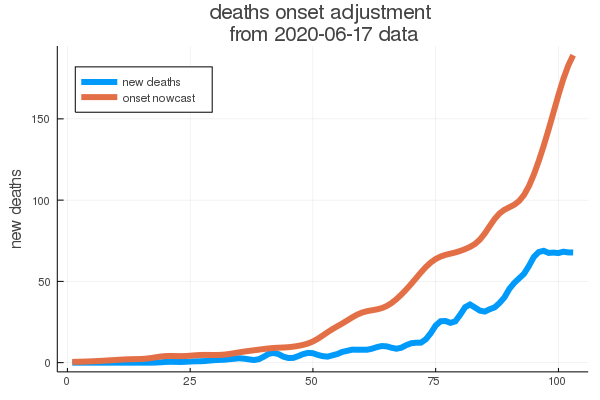 deaths onset adjustment
from 2020-06-17 data
new deaths
onset nowcast
new deaths
150
100
50
0
0 25 50 75 100